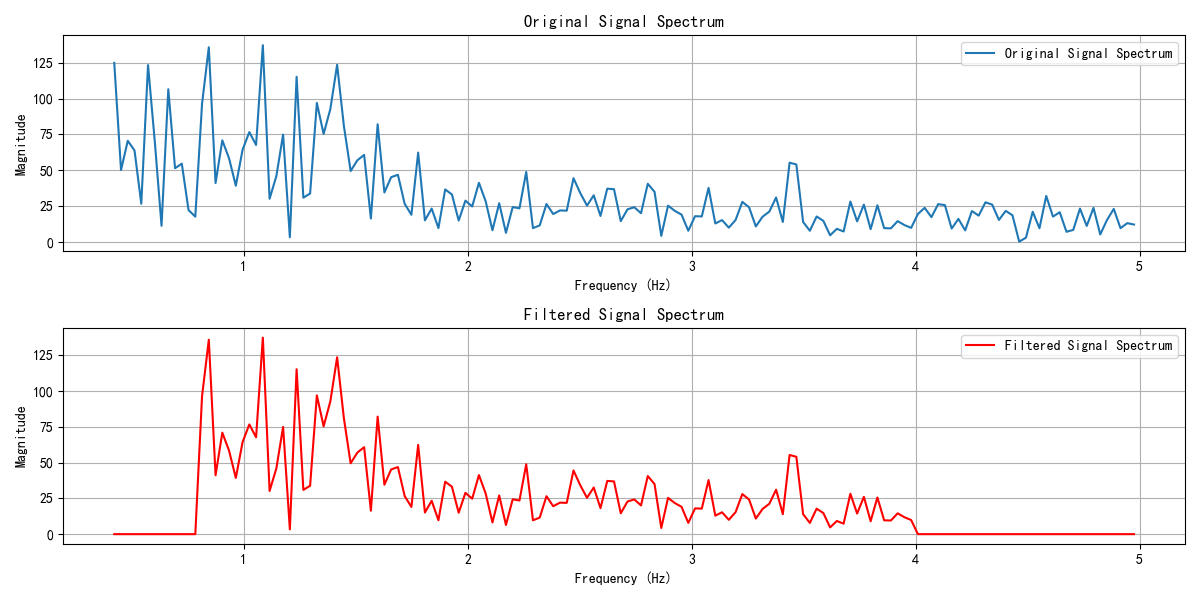 Original Signal Spectrum
Original Signal Spectrum
Magnitude
125
100
75
50
25
0
1 2 3 4 5
Frequency (Hz)
Filtered Signal Spectrum
Filtered Signal Spectrum
Magnitude
125
100
75
50
25
0
1 2 3 4 5
Frequency (Hz)